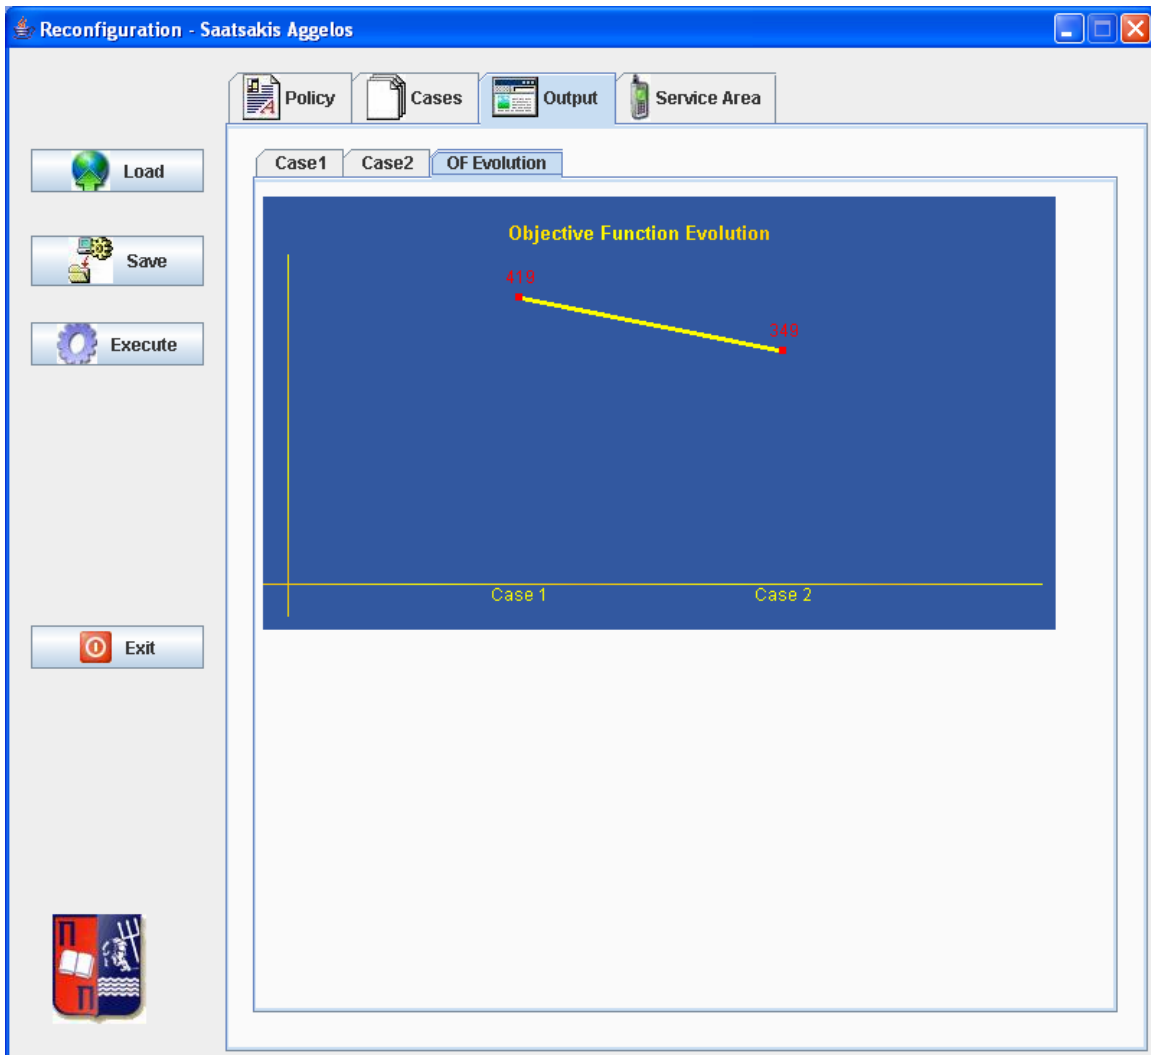 Reconfiguration - Saatsakis Aggelos
Policy
Cases
Output
Service Area
Load
Save
Execute
Exit
Case1
Case2
OF Evolution
Objective Function Evolution
419
349
Case 1
Case 2
Π
Π